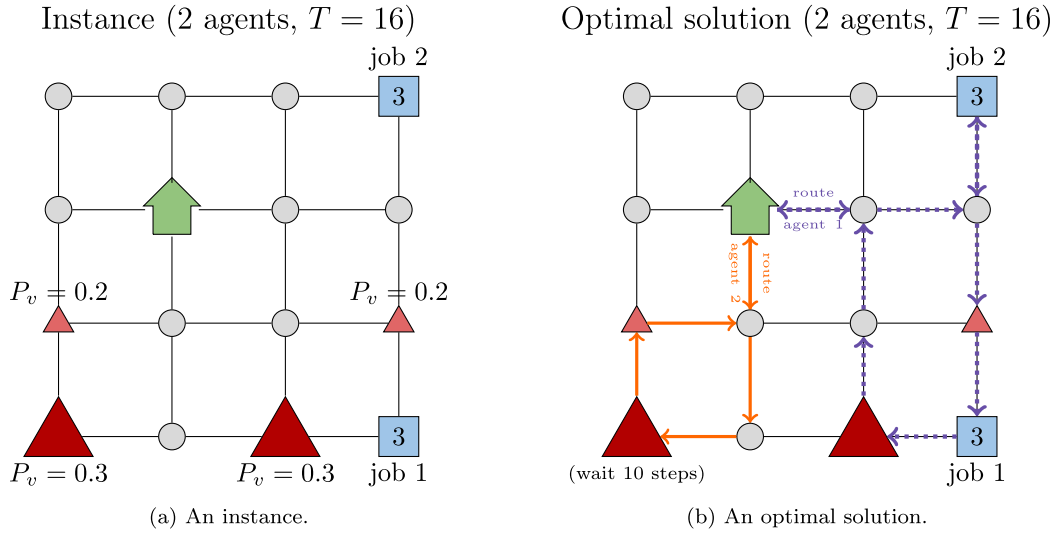 Instance (2 agents, T = 16)
job 2
3
P_v = 0.2
P_v = 0.2
3
P_v = 0.3
P_v = 0.3
job 1
(a) An instance.
Optimal solution (2 agents, T = 16)
job 2
3
route
agent 1
route
agent 2
3
(wait 10 steps)
job 1
(b) An optimal solution.